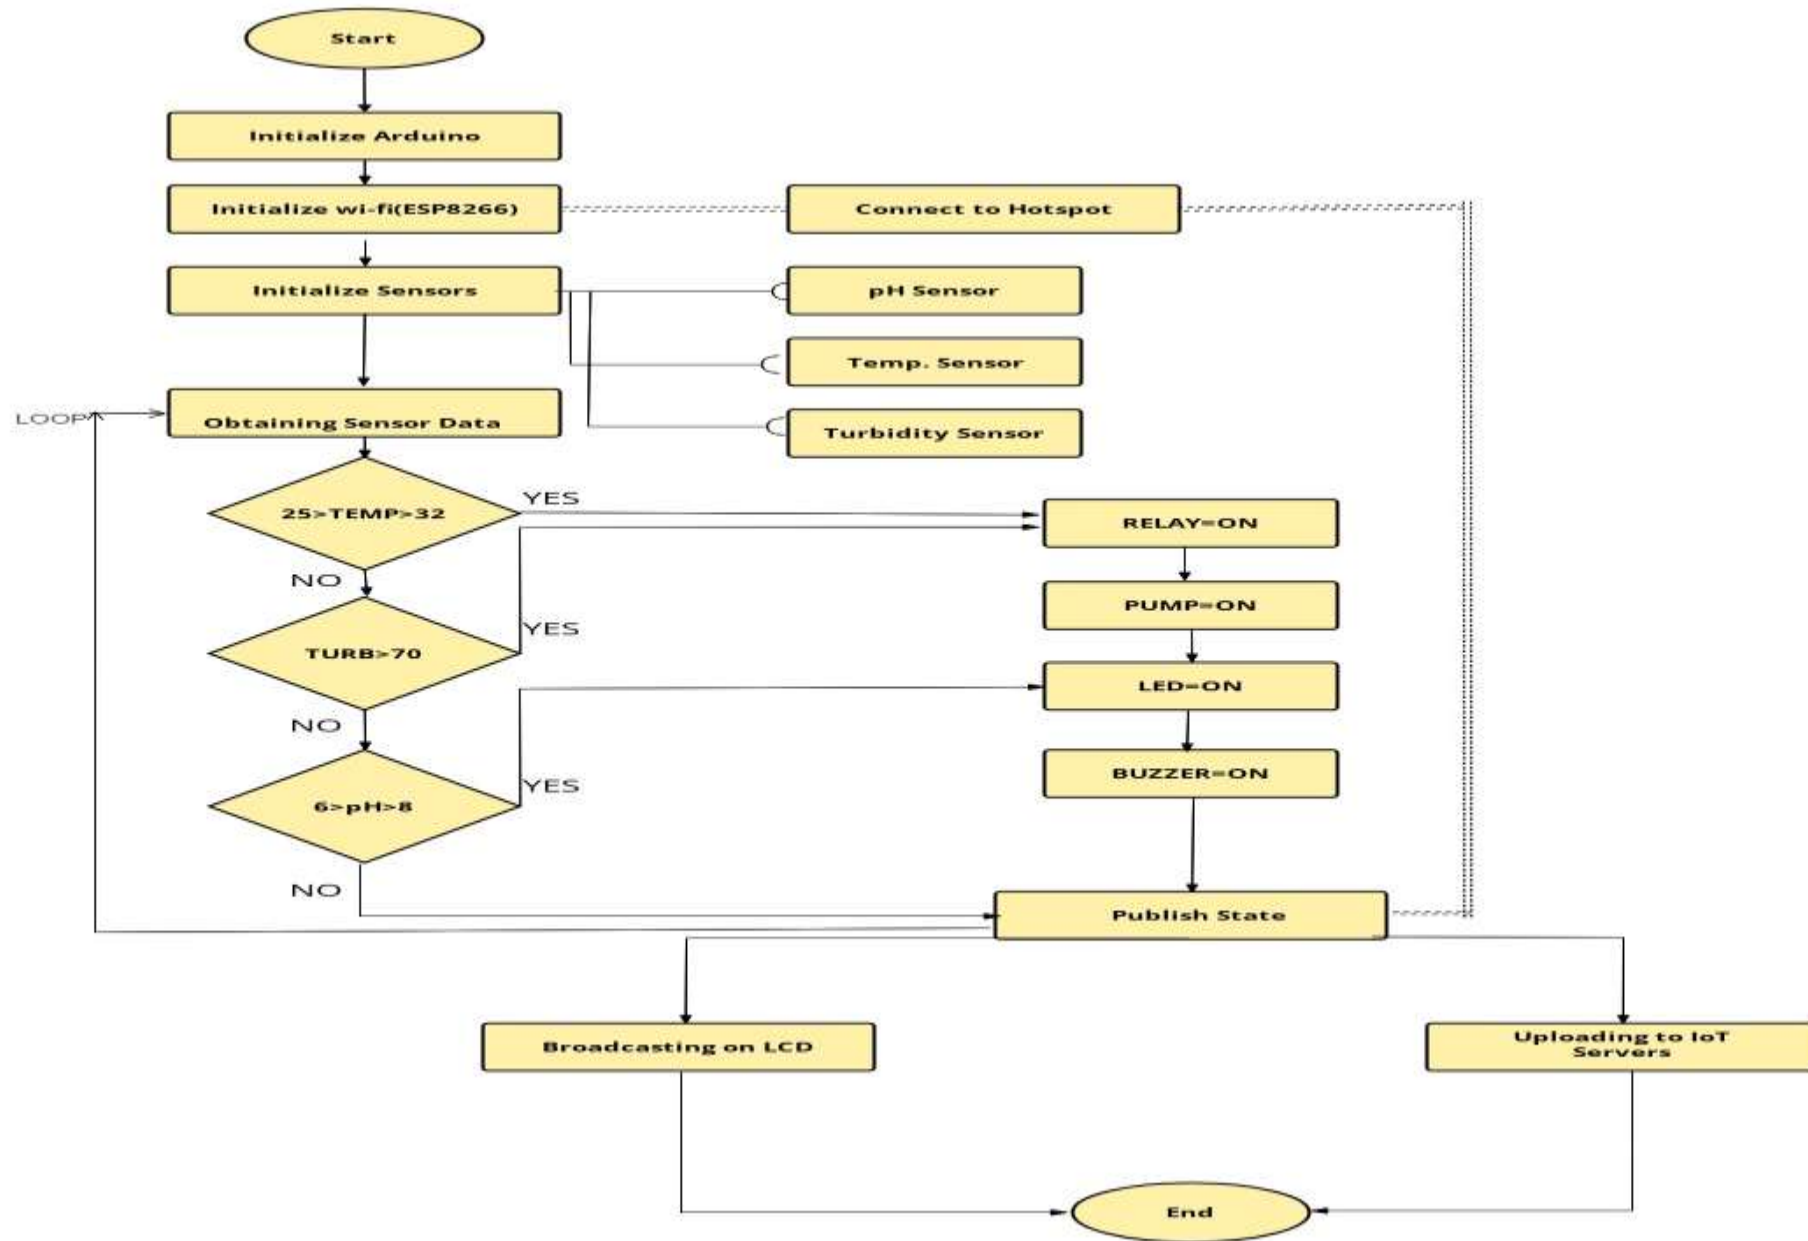 Start
Initialize Arduino
Initialize wi-fi(ESP8266)
Connect to Hotspot
Initialize Sensors
pH Sensor
Temp. Sensor
LOOP
Obtaining Sensor Data
Turbidity Sensor
25>TEMP>32
YES
RELAY=ON
NO
PUMP=ON
TURB>70
YES
LED=ON
NO
BUZZER=ON
6>pH>8
YES
NO
Publish State
Broadcasting on LCD
Uploading to IoT
Servers
End